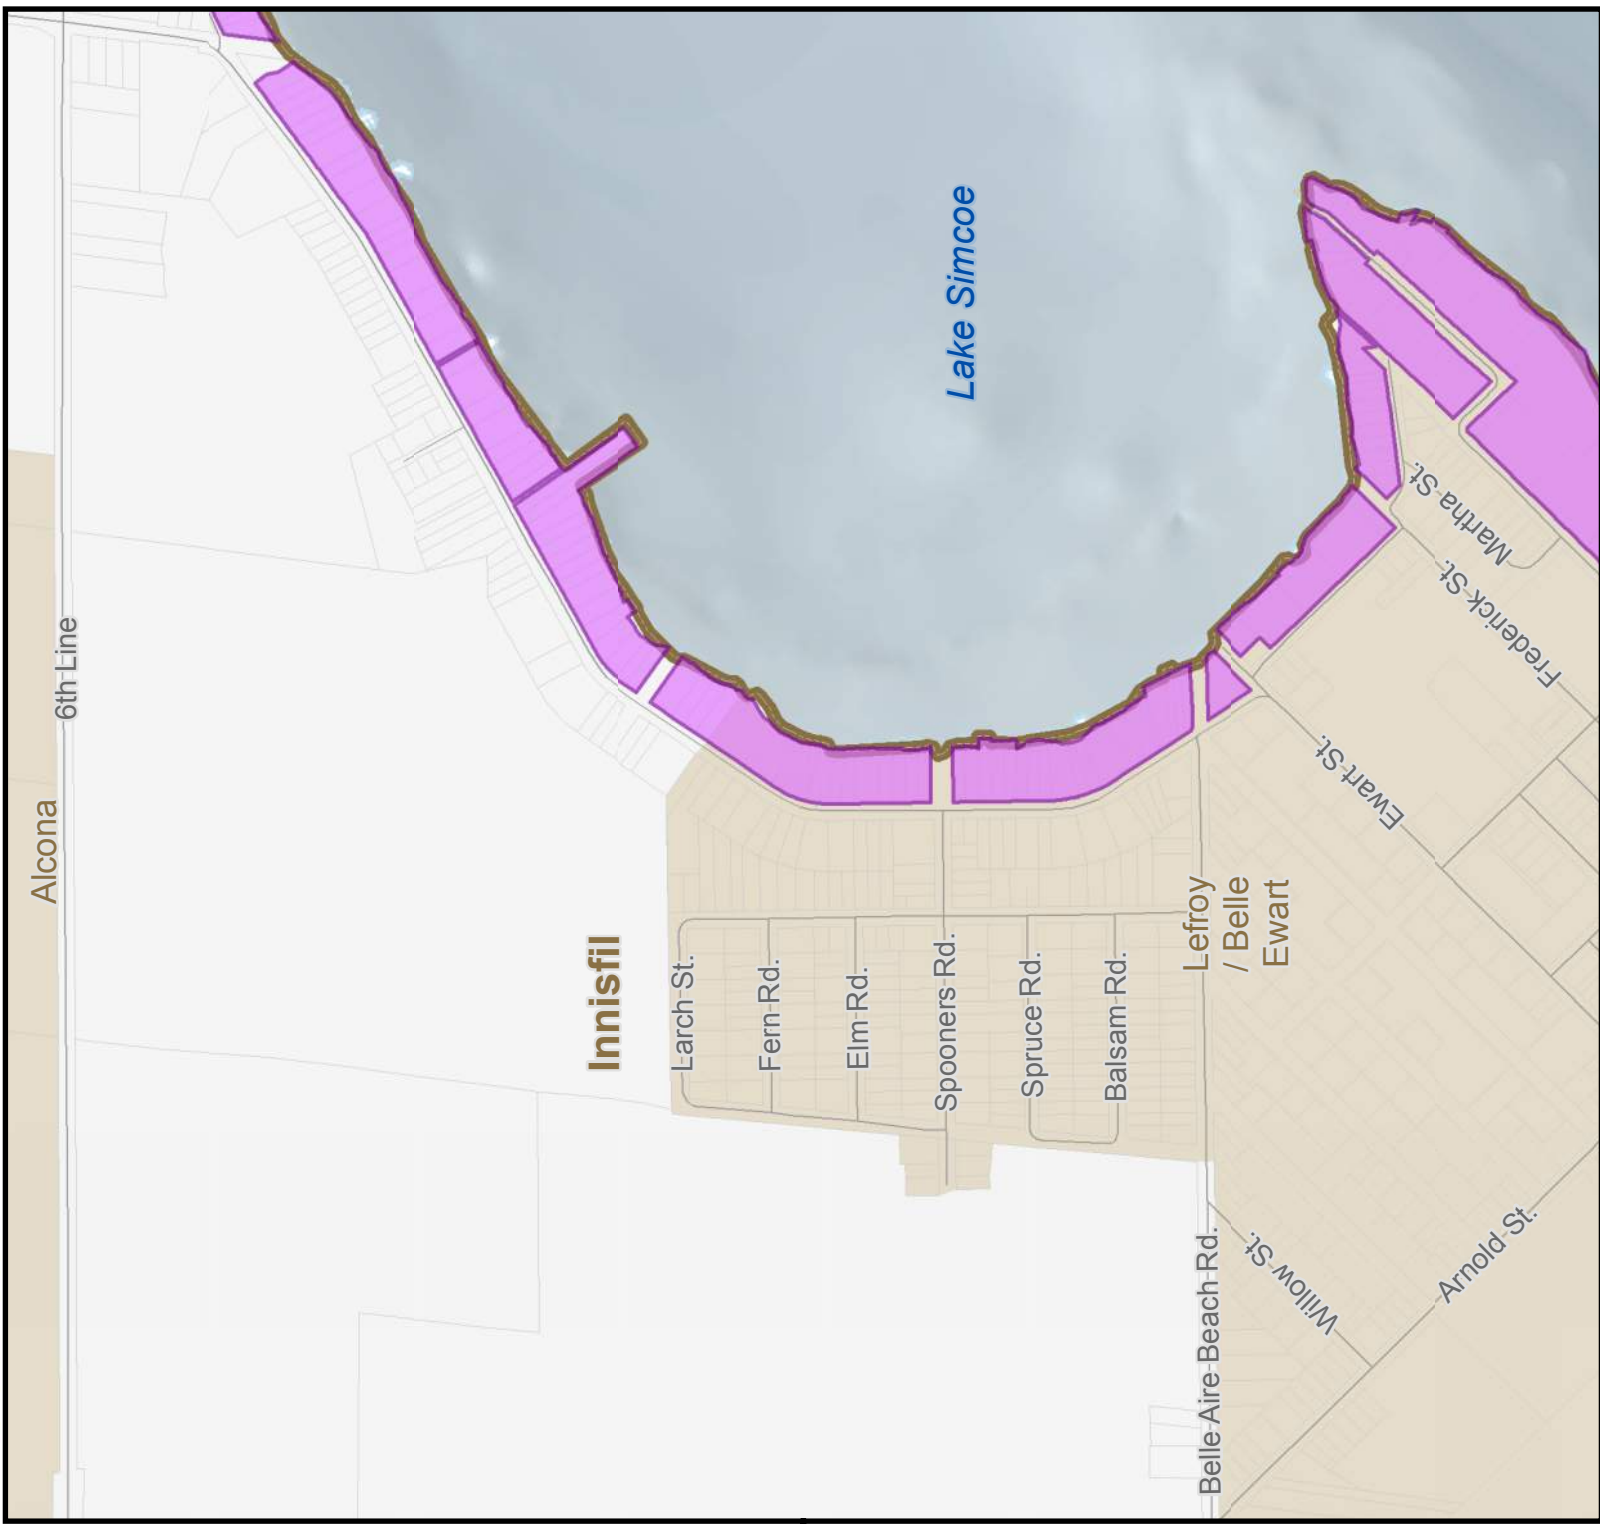 6th Line
Alcona
Innisfil
Lake Simcoe
Larch St.
Fern Rd.
Elm Rd.
Spooners Rd.
Spruce Rd.
Balsam Rd.
Lefroy
/ Belle
Ewart
Belle Aire Beach Rd.
Willow St.
Arnold St.
Ewart St.
Frederick St.
Martha St.